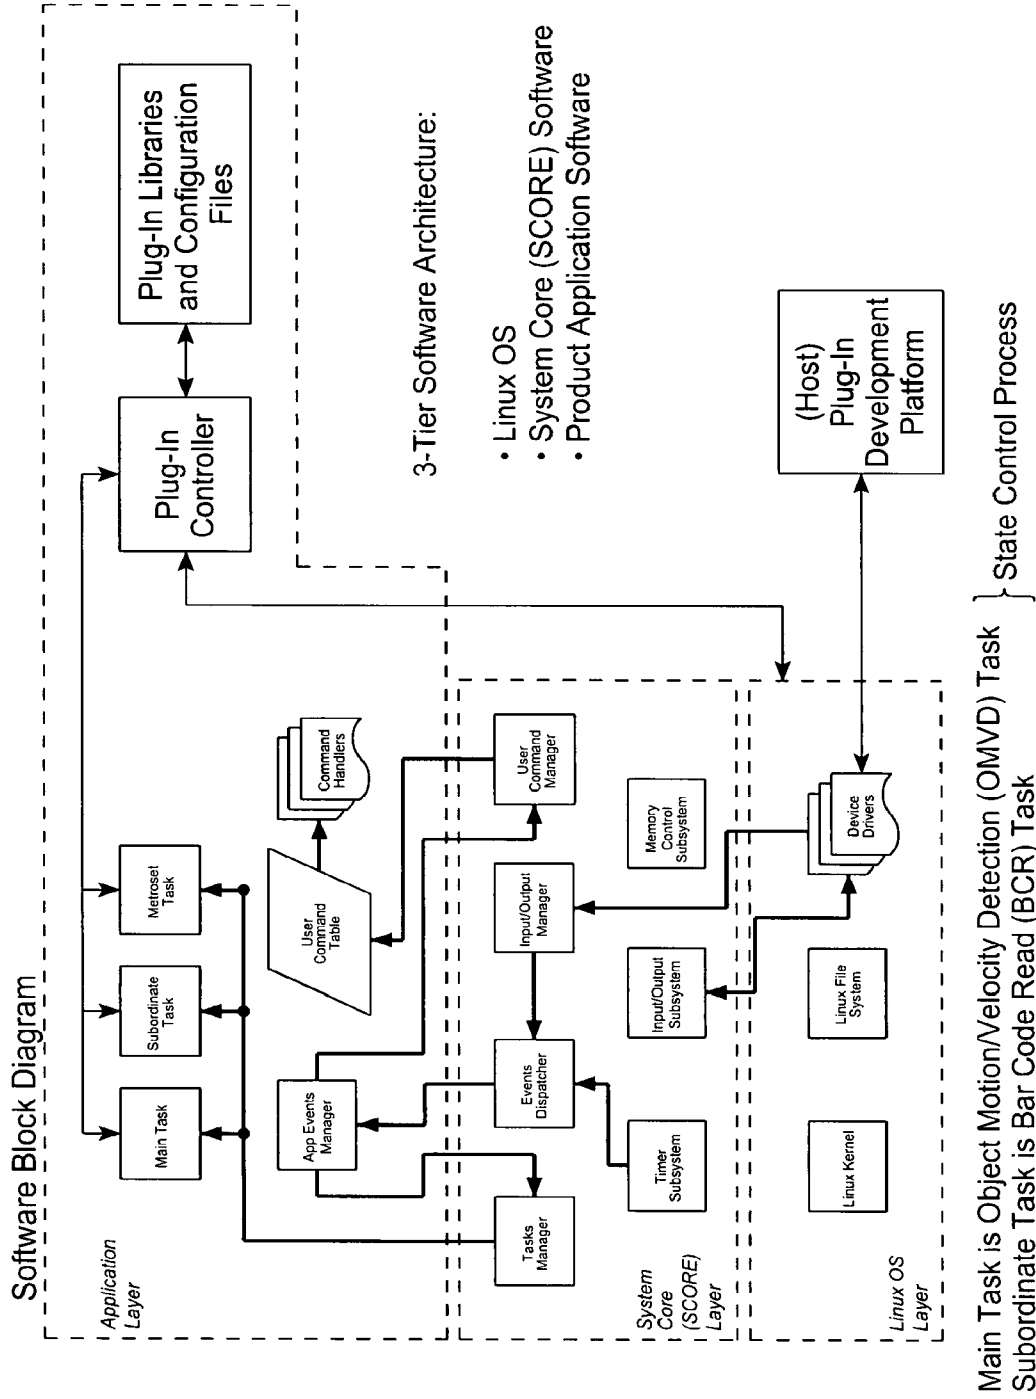 Software Block Diagram
Application
Layer
Main Task
Subordinate
Task
Metroset
Task
Plug-In
Controller
Plug-In Libraries
and Configuration
Files
App Events
Manager
User
Command
Table
Command
Handlers
3-Tier Software Architecture:
• Linux OS
• System Core (SCORE) Software
• Product Application Software
System
Core
(SCORE)
Layer
Tasks
Manager
Events
Dispatcher
Input/Output
Manager
User
Command
Manager
Timer
Subsystem
Input/Output
Subsystem
Memory
Control
Subsystem
Linux OS
Layer
Linux Kernel
Linux File
System
Device
Drivers
(Host)
Plug-In
Development
Platform
Main Task is Object Motion/Velocity Detection (OMVD) Task
Subordinate Task is Bar Code Read (BCR) Task
} State Control Process